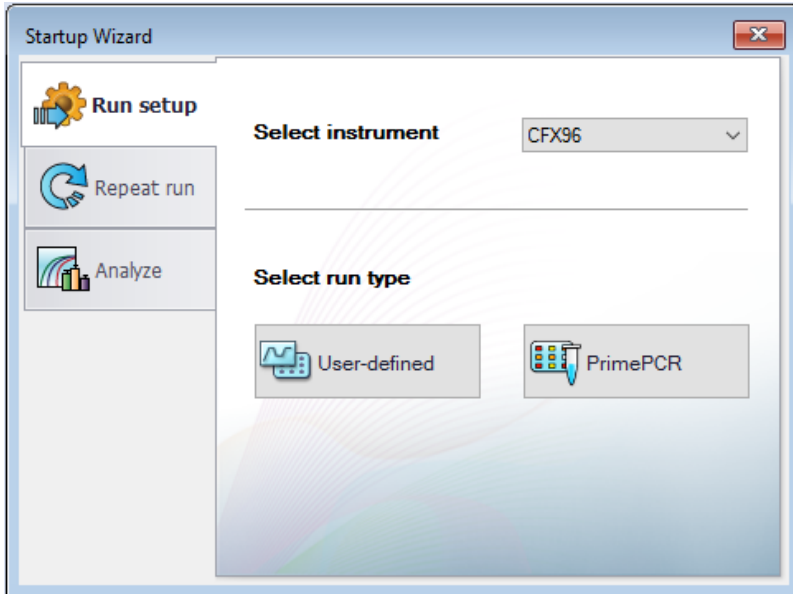 Startup Wizard
Run setup
Repeat run
Analyze
Select instrument
CFX96
Select run type
User-defined
PrimePCR